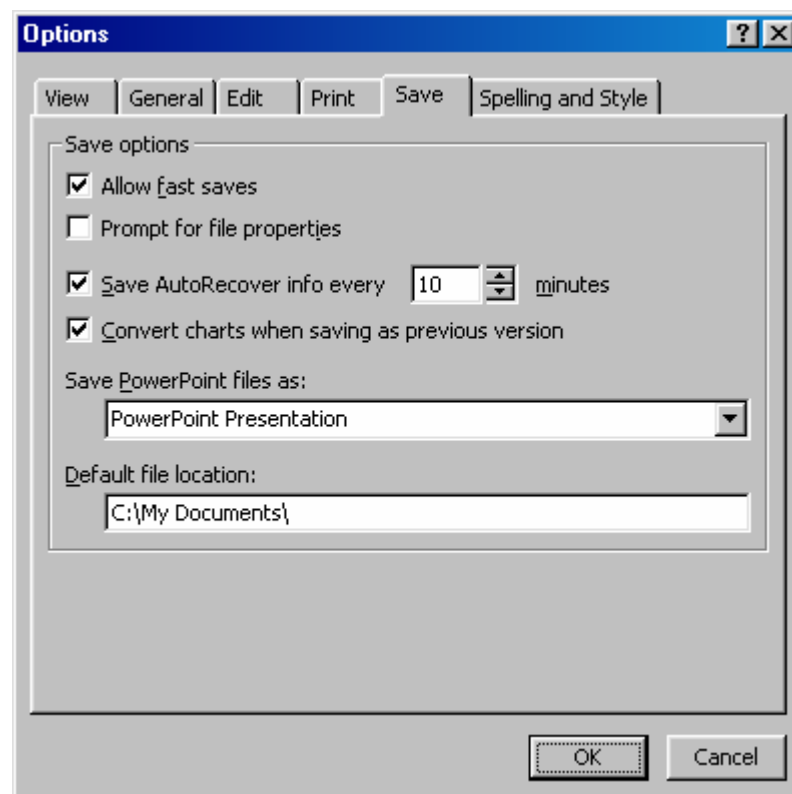 Options
View General Edit Print Save Spelling and Style
Save options
Allow fast saves
Prompt for file properties
Save AutoRecover info every 10 minutes
Convert charts when saving as previous version
Save PowerPoint files as:
PowerPoint Presentation
Default file location:
C:\My Documents\
OK Cancel